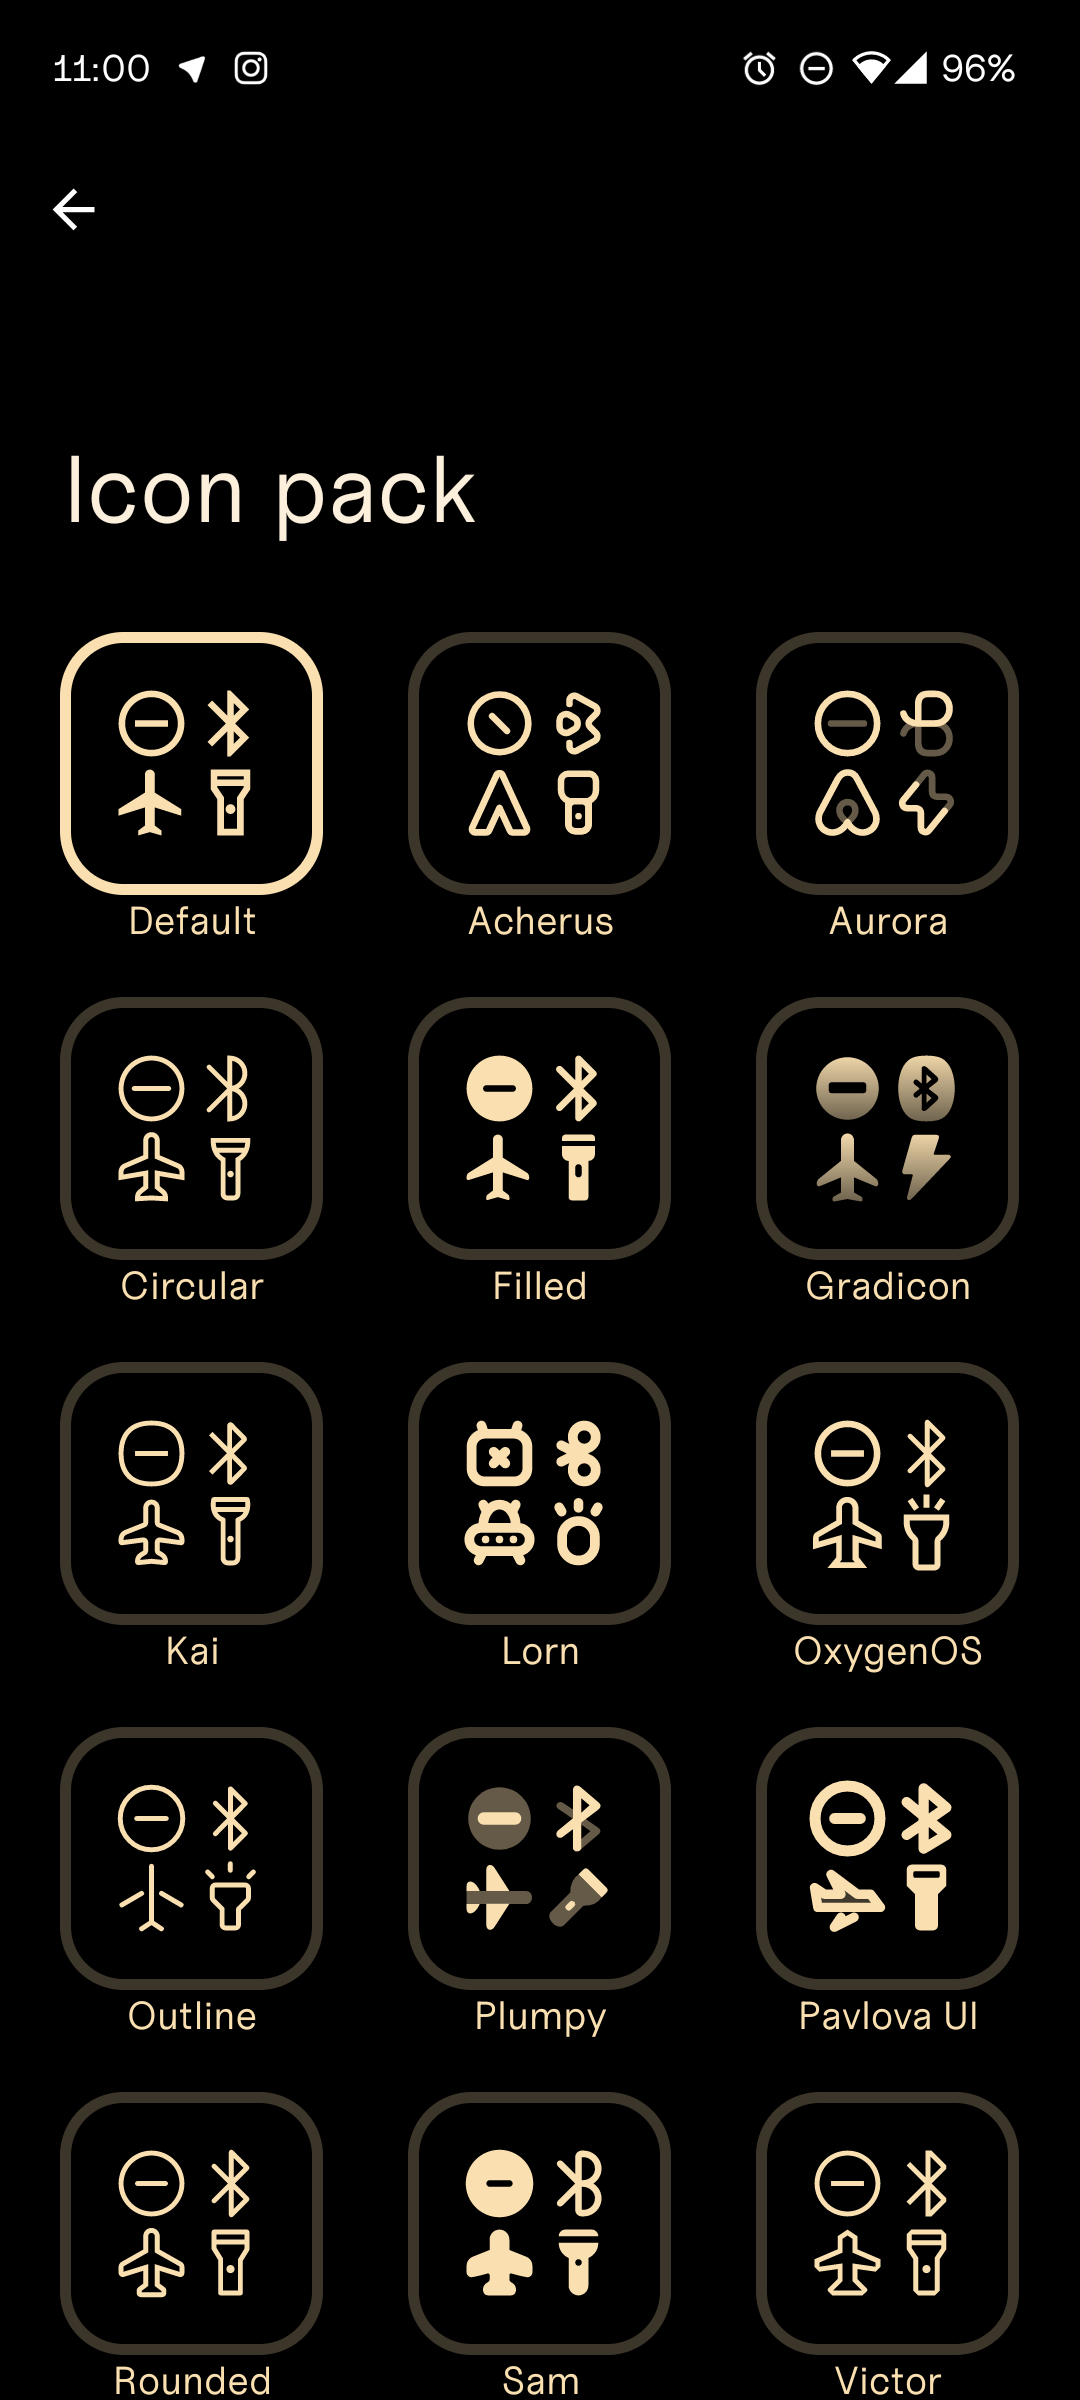 11:00 96%
Icon pack
Default Acherus Aurora
Circular Filled Gradicon
Kai Lorn OxygenOS
Outline Plumpy Pavlova UI
Rounded Sam Victor